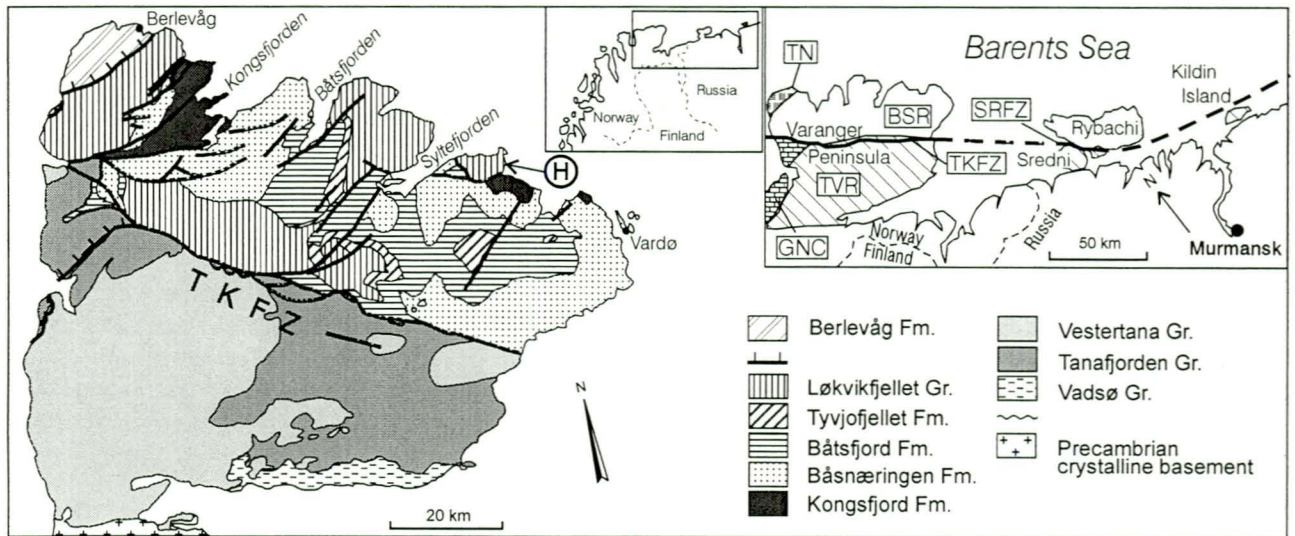 Berlevåg
Kongsfjorden
Båtsfjorden
Syltefjorden
H
Vardø
TKFZ
N
20 km
Norway
Finland
Russia
Barents Sea
TN
BSR
SRFZ
Kildin
Island
Varanger
Peninsula
Rybachi
TKFZ
Sredni
TVR
GNC
Norway
Finland
Russia
N
50 km
Murmansk
Berlevåg Fm.
Løkvikfjellet Gr.
Tyvjofjellet Fm.
Båtsfjord Fm.
Båsnæringen Fm.
Kongsfjord Fm.
Vestertana Gr.
Tanafjorden Gr.
Vadsø Gr.
Precambrian
crystalline basement